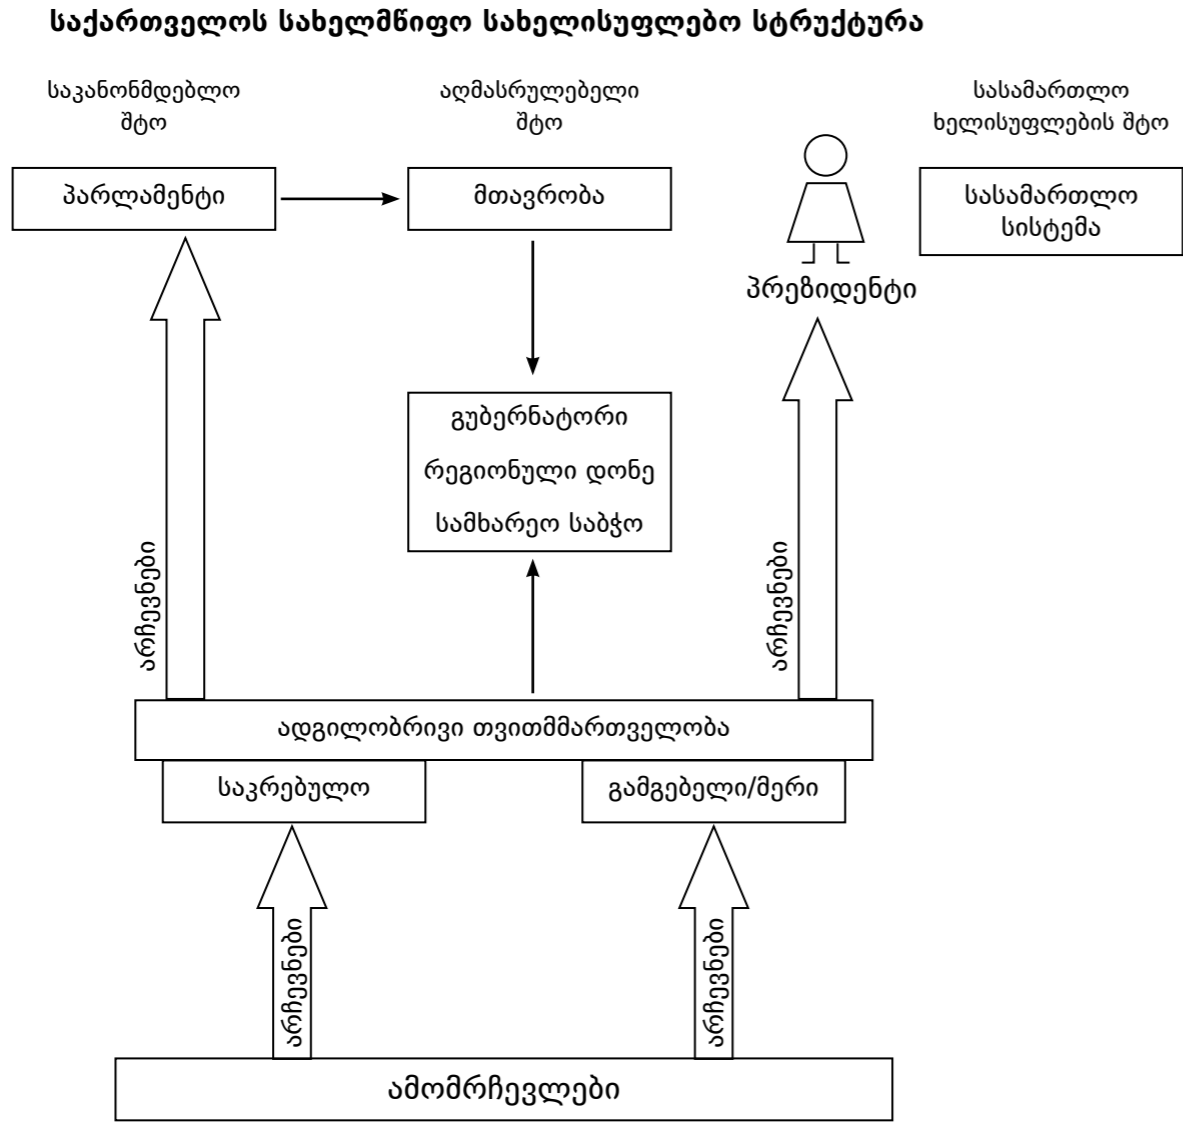 საქართველოს სახელმწიფო სახელისუფლებო სტრუქტურა
საკანონმდებლო
შტო
აღმასრულებელი
შტო
სასამართლო
ხელისუფლების შტო
პარლამენტი
მთავრობა
სასამართლო
სისტემა
პრეზიდენტი
გუბერნატორი
რეგიონული დონე
სამხარეო საბჭო
არჩევნები
არჩევნები
ადგილობრივი თვითმმართველობა
საკრებულო
გამგებელი/მერი
არჩევნები
არჩევნები
ამომრჩევლები